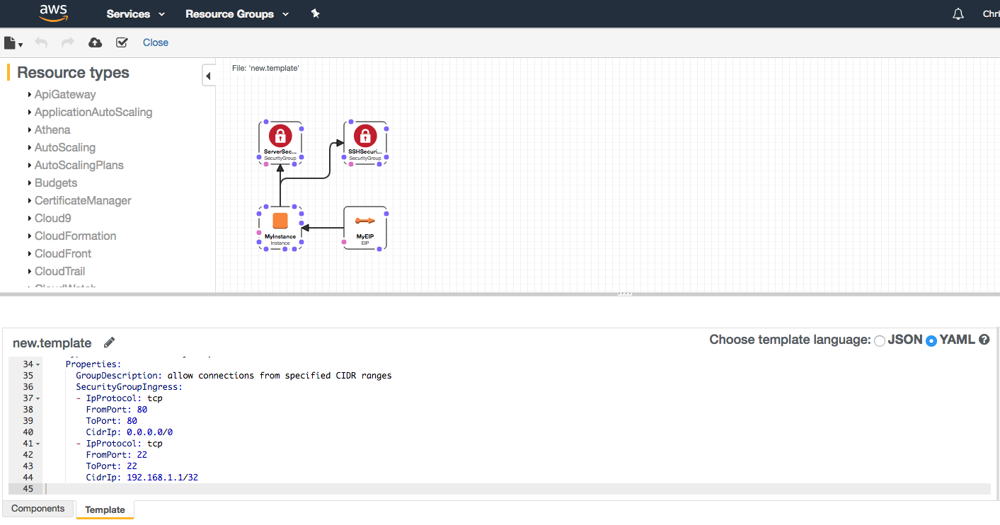 aws
Services
Resource Groups
Chri
Close
Resource types
ApiGateway
ApplicationAutoScaling
Athena
AutoScaling
AutoScalingPlans
Budgets
CertificateManager
Cloud9
CloudFormation
CloudFront
CloudTrail
File: 'new.template'
ServerSec...
SecurityGroup
SSHSecuri...
SecurityGroup
MyInstance
Instance
MyEIP
EIP
new.template
Choose template language: JSON YAML ?
34 Properties:
35 GroupDescription: allow connections from specified CIDR ranges
36 SecurityGroupIngress:
37 - IpProtocol: tcp
38 FromPort: 80
39 ToPort: 80
40 CidrIp: 0.0.0.0/0
41 - IpProtocol: tcp
42 FromPort: 22
43 ToPort: 22
44 CidrIp: 192.168.1.1/32
45
Components
Template